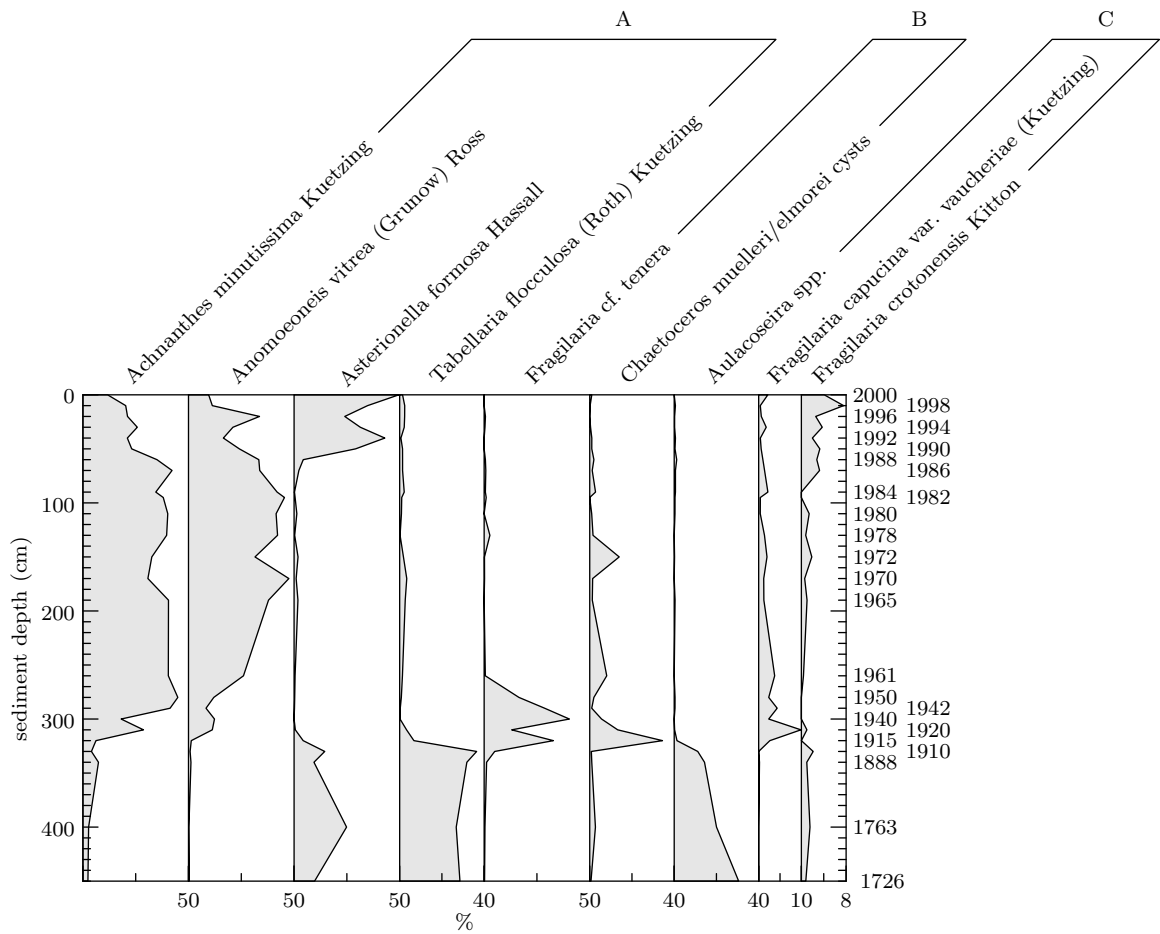 A
B
C
Achnanthes minutissima Kuetzing
Anomoeoneis vitrea (Grunow) Ross
Asterionella formosa Hassall
Tabellaria flocculosa (Roth) Kuetzing
Fragilaria cf. tenera
Chaetoceros muelleri/elmorei cysts
Aulacoseira spp.
Fragilaria capucina var. vaucheriae (Kuetzing)
Fragilaria crotonensis Kitton
sediment depth (cm)
0
100
200
300
400
2000
1998
1996
1994
1992
1990
1988
1986
1984
1982
1980
1978
1972
1970
1965
1961
1950
1942
1940
1920
1915
1910
1888
1763
1726
50 50 50 40 50 40 40 10 8
%